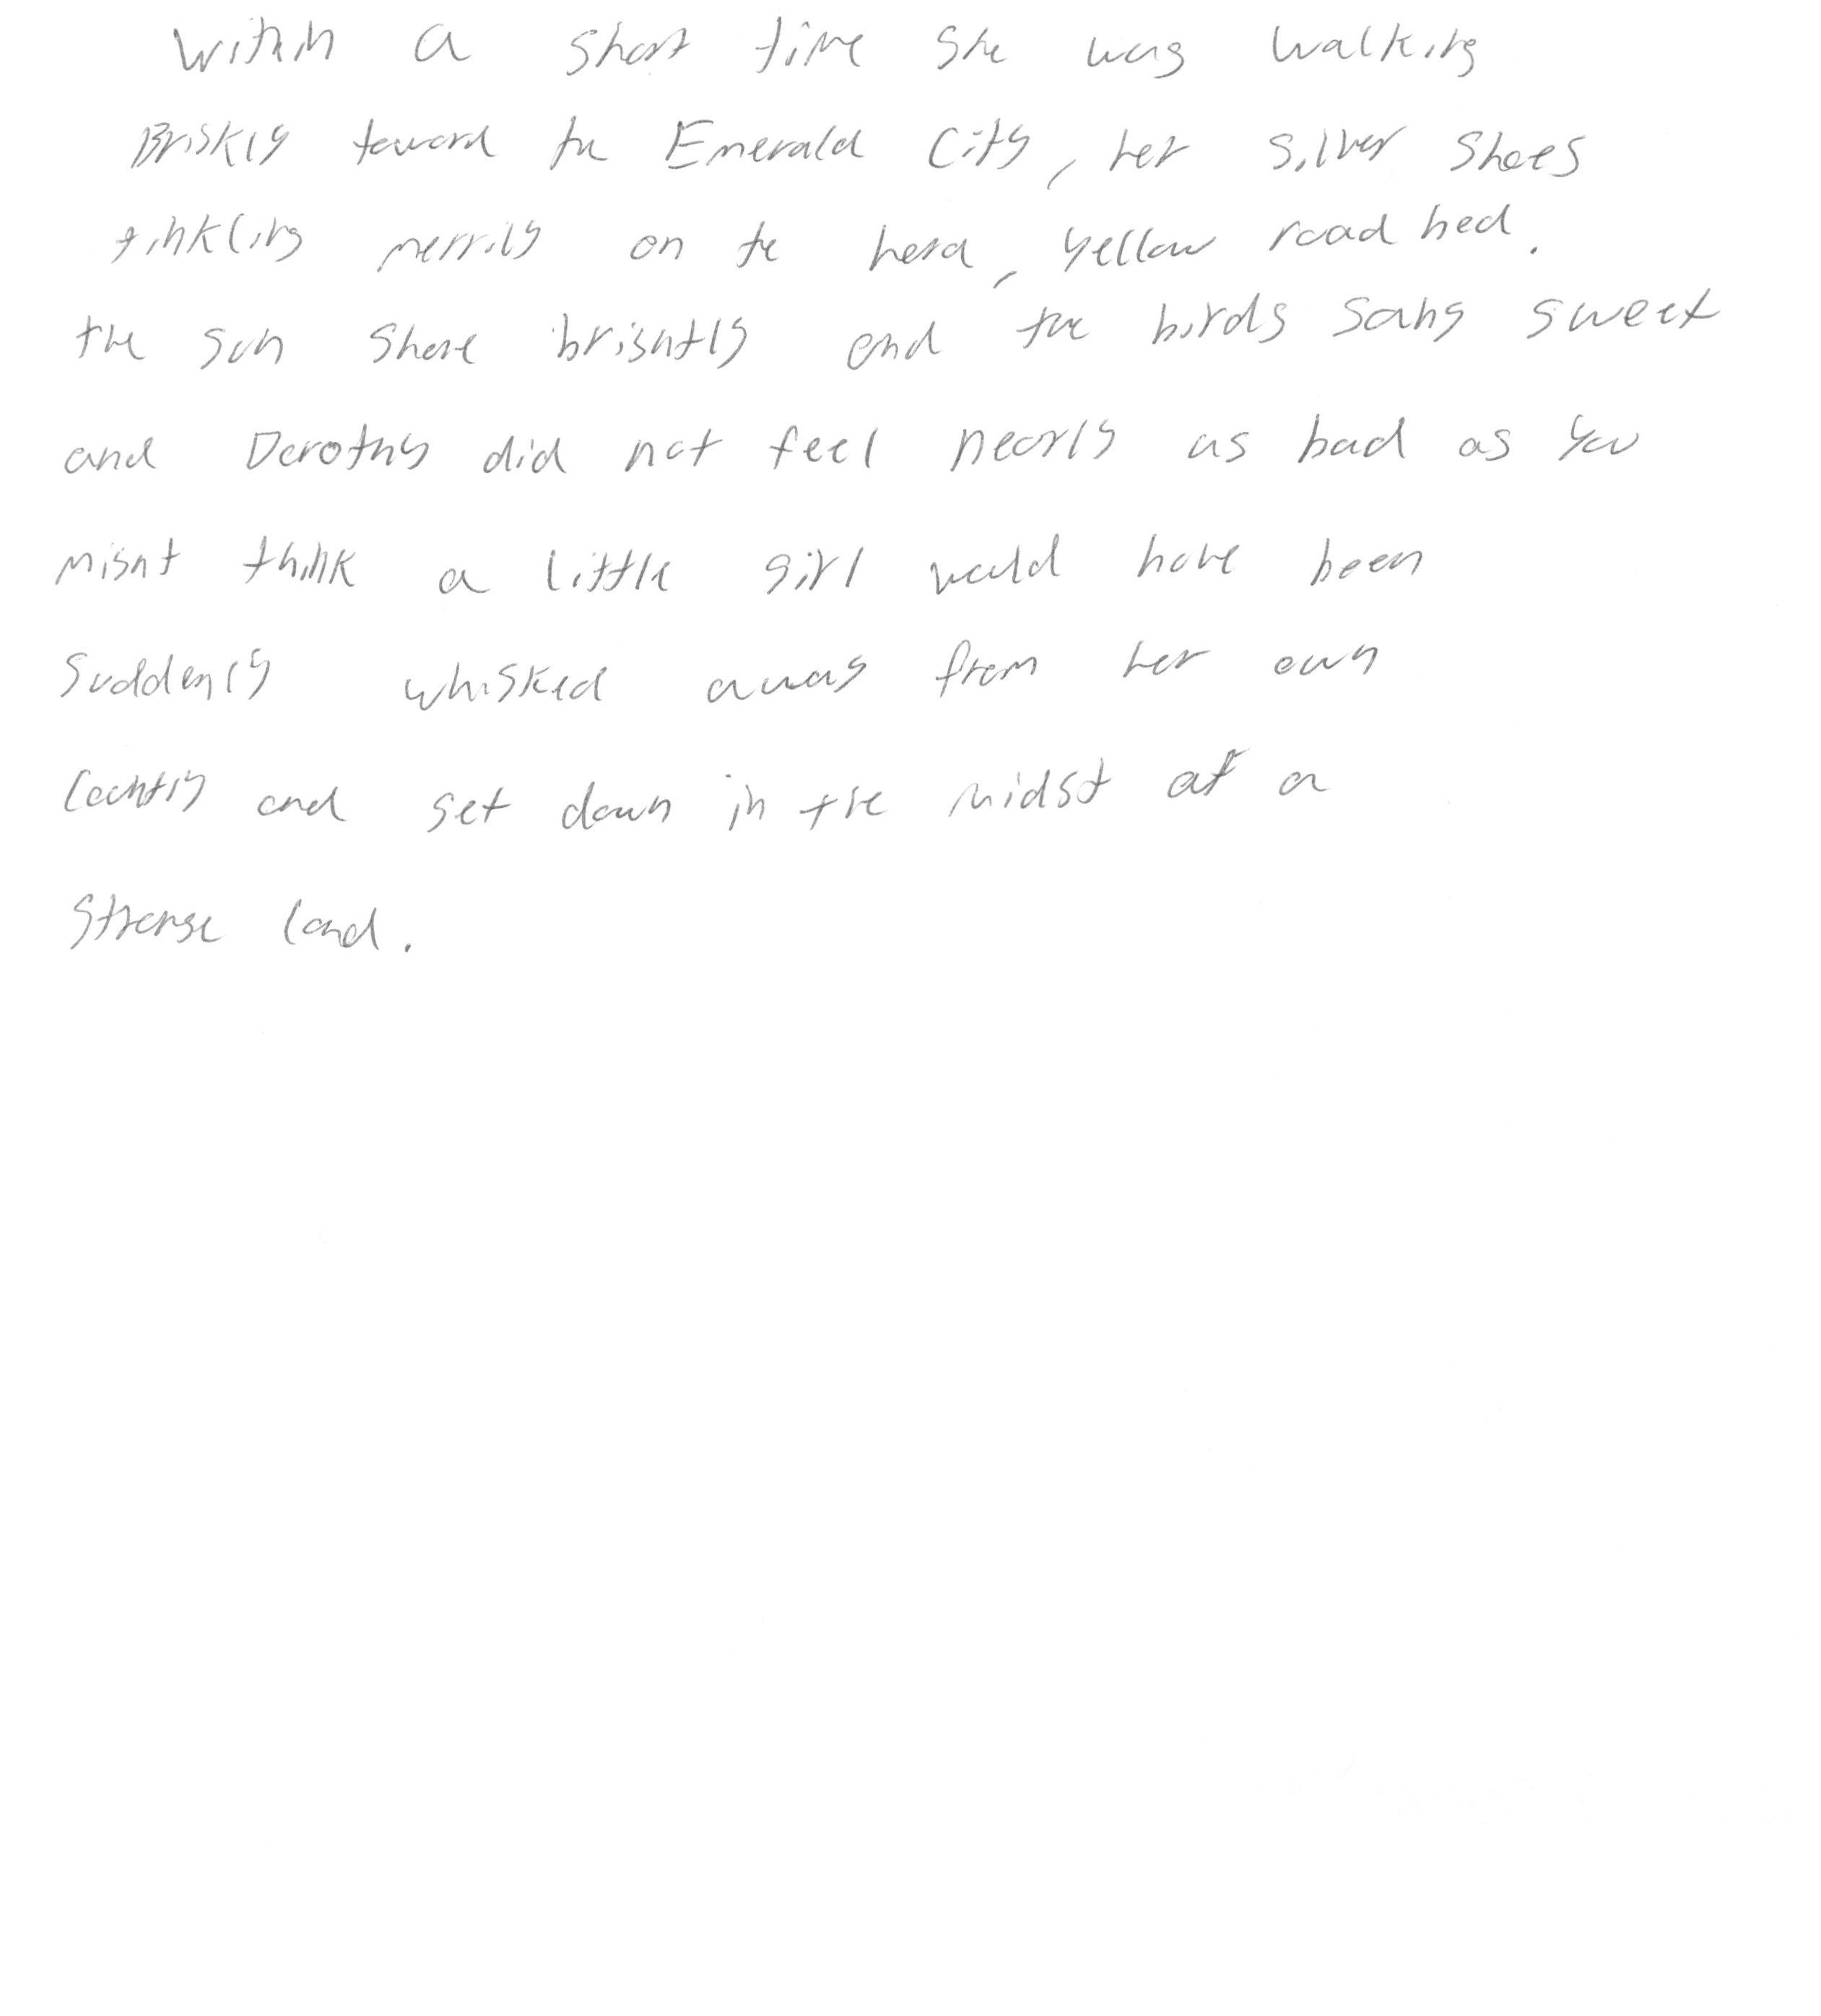 Within a short time she was walking
Briskly toward the Emerald City, her silver Shoes
tinkling merrily on the hard, yellow road bed.
the sun shone brightly and the birds sang sweet
and Dorothy did not feel nearly as bad as you
might think a little girl would have been
suddenly whisked away from her own
country and set down in the midst of a
strange land.